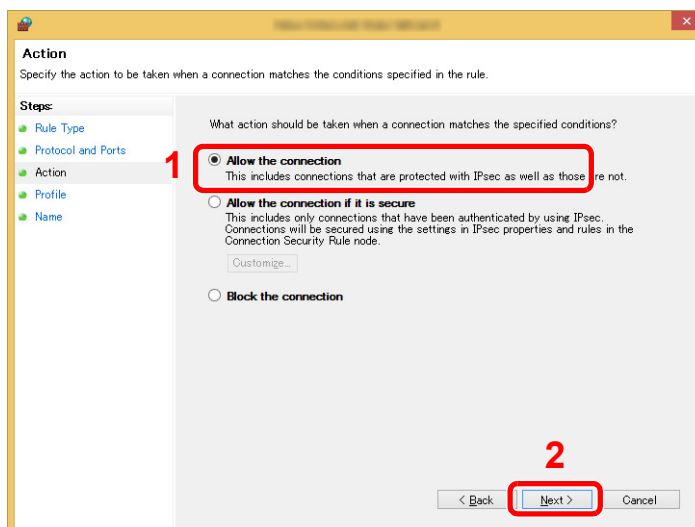 Action
Specify the action to be taken when a connection matches the conditions specified in the rule.
Steps:
Rule Type
Protocol and Ports
Action
Profile
Name
What action should be taken when a connection matches the specified conditions?
1
Allow the connection
This includes connections that are protected with IPsec as well as those are not.
Allow the connection if it is secure
This includes only connections that have been authenticated by using IPsec.
Connections will be secured using the settings in IPsec properties and rules in the
Connection Security Rule node.
Customize...
Block the connection
2
< Back
Next >
Cancel